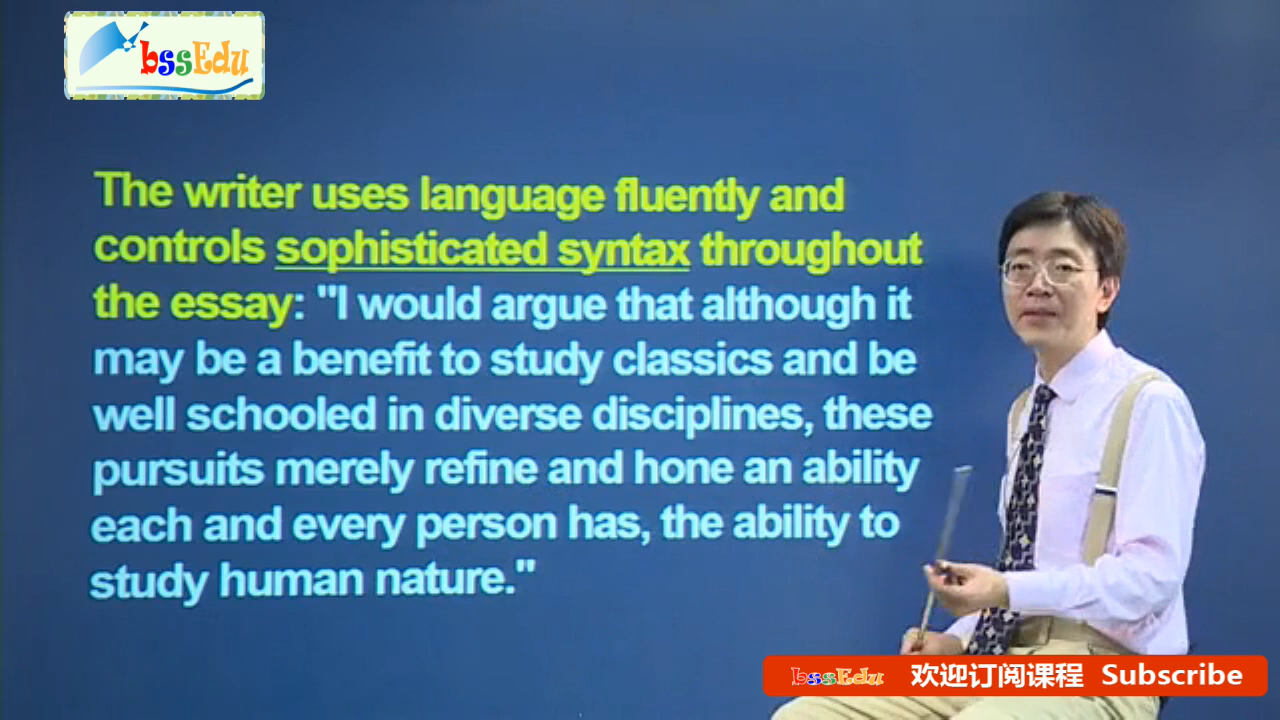 bssEdu
The writer uses language fluently and
controls sophisticated syntax throughout
the essay: "I would argue that although it
may be a benefit to study classics and be
well schooled in diverse disciplines, these
pursuits merely refine and hone an ability
each and every person has, the ability to
study human nature."
bssEdu 欢迎订阅课程 Subscribe